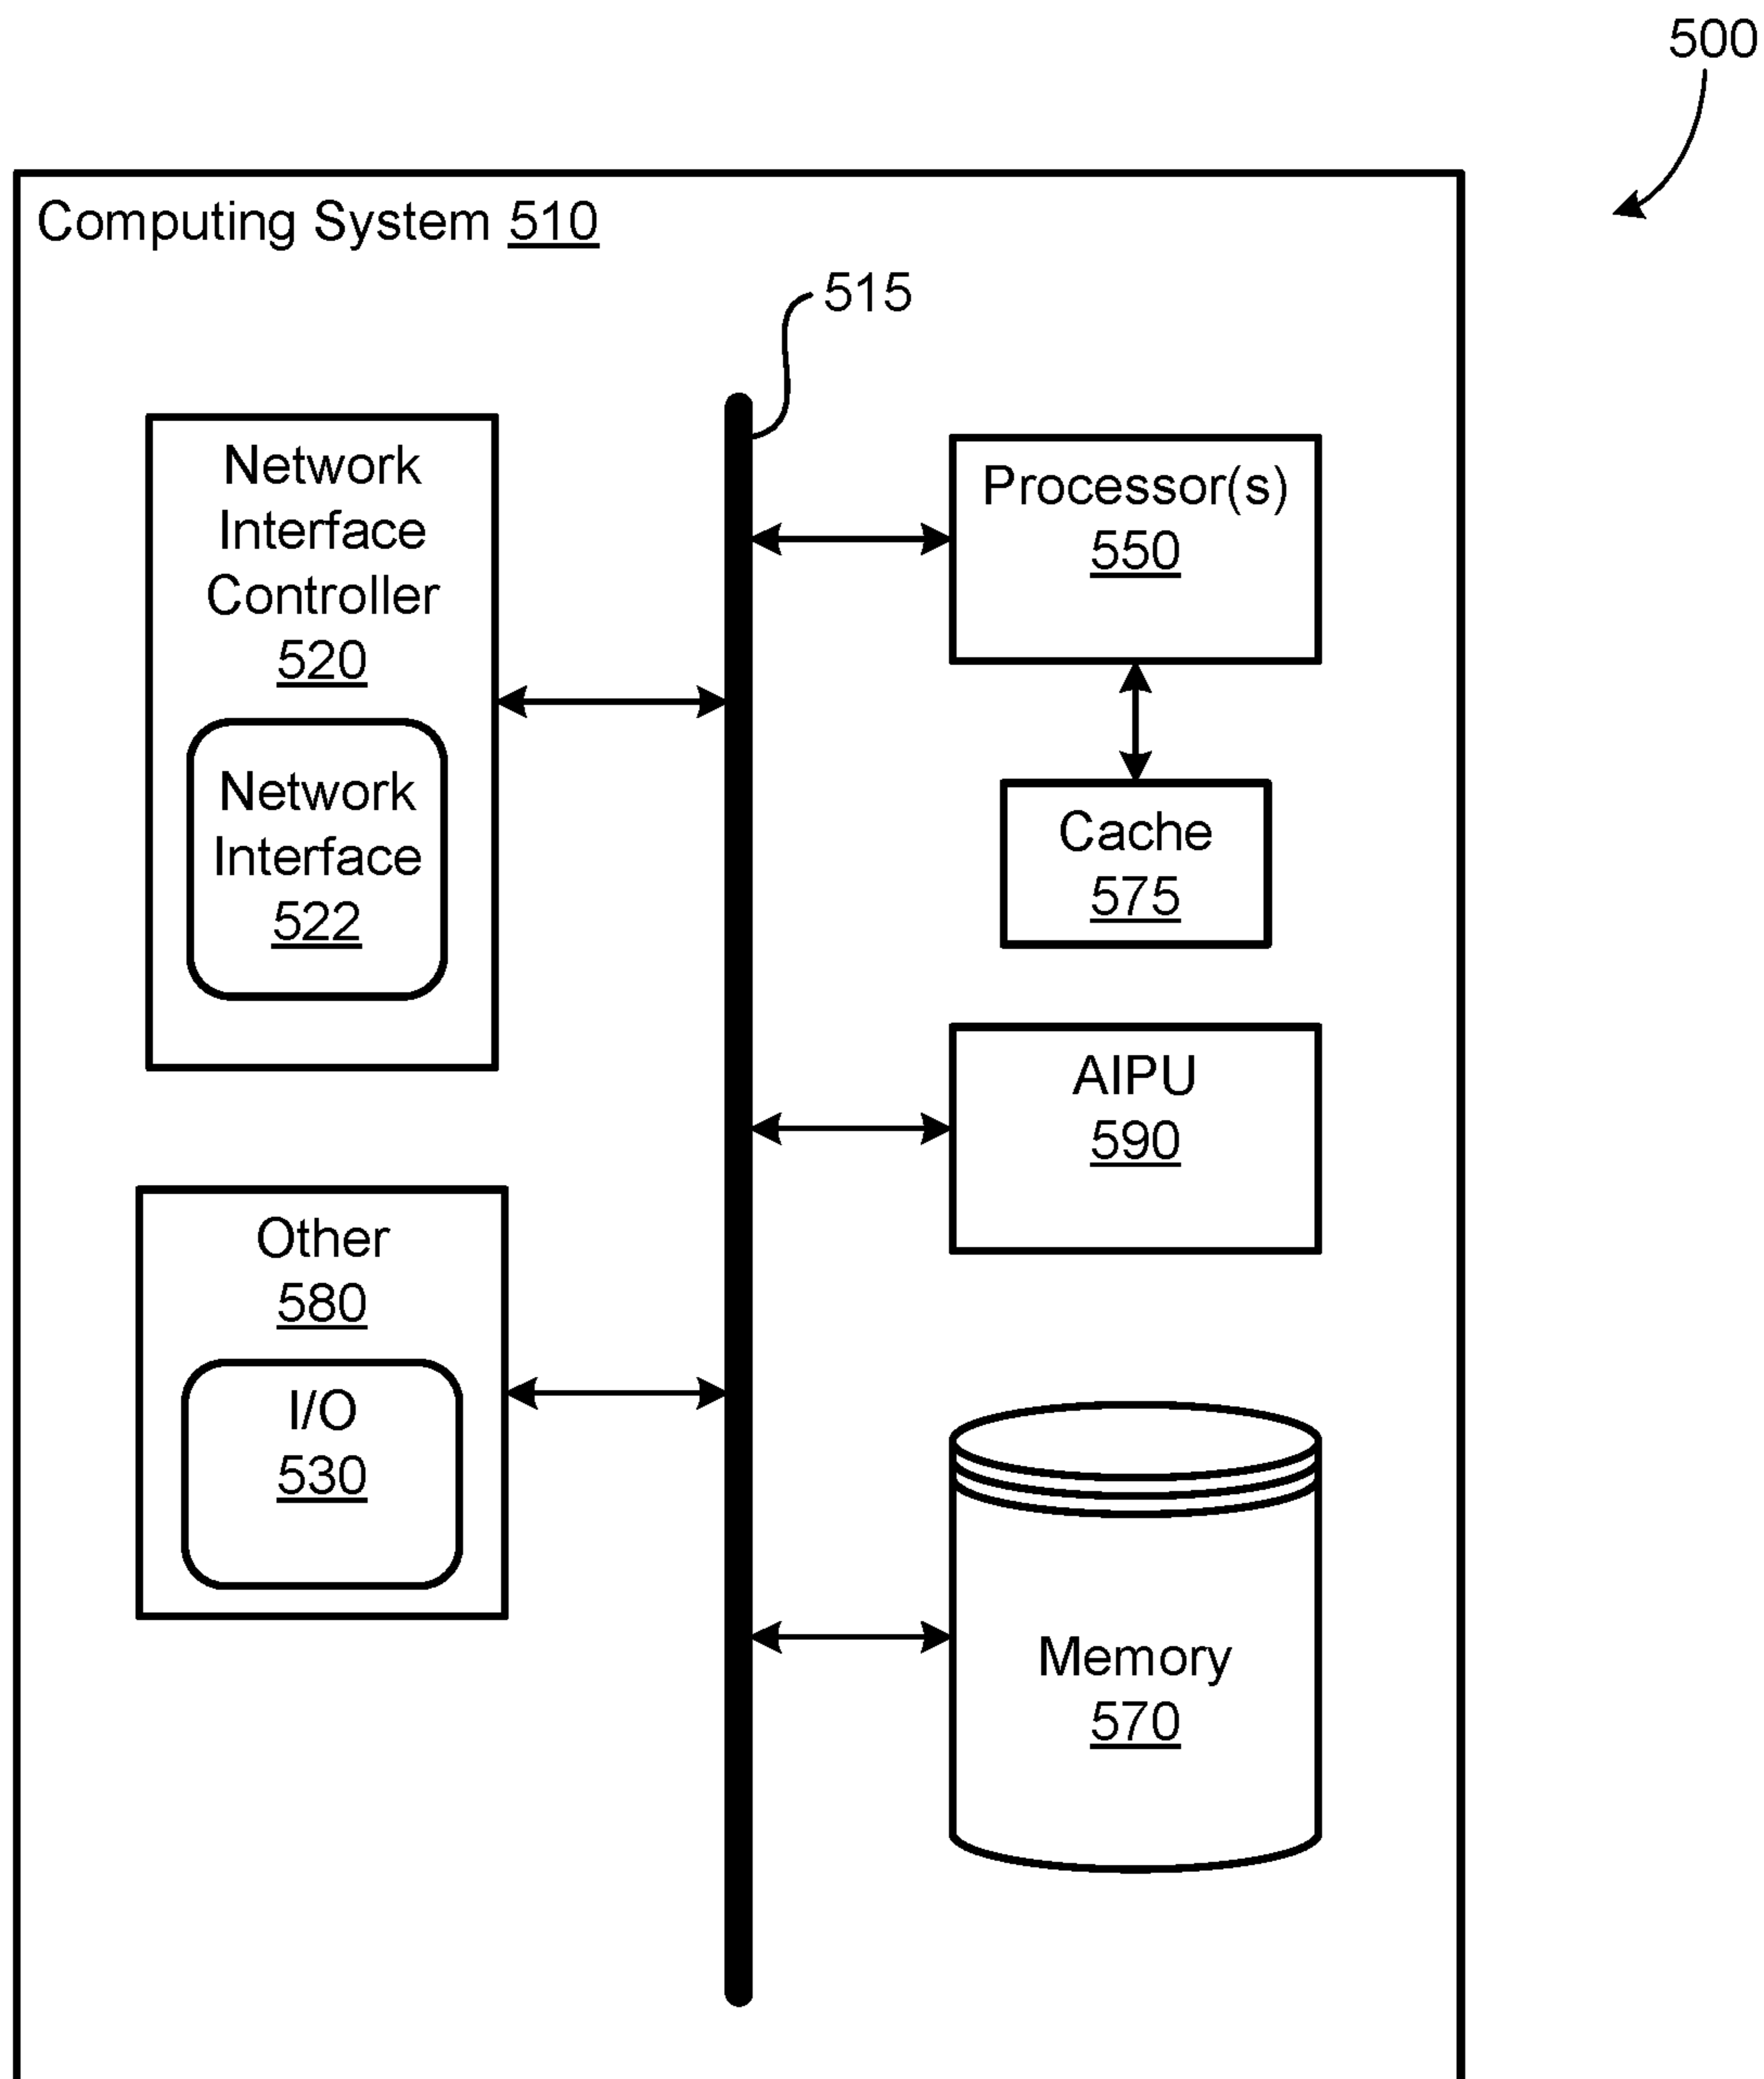 500
Computing System 510
515
Network
Interface
Controller
520
Network
Interface
522
Processor(s)
550
Cache
575
AIPU
590
Other
580
I/O
530
Memory
570